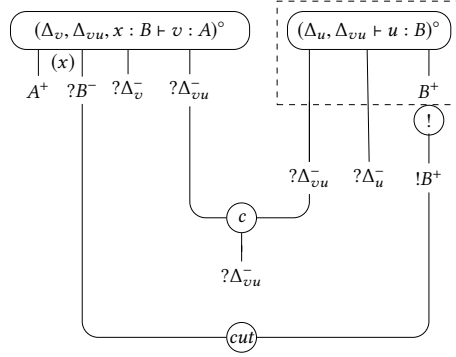 (Δ_v, Δ_vu, x : B ⊢ v : A)° (Δ_u, Δ_vu ⊢ u : B)°
(x)
A⁺ ?B⁻ ?Δ_v⁻ ?Δ_vu⁻ B⁺
!
?Δ_vu⁻ ?Δ_u⁻ !B⁺
c
?Δ_vu⁻
cut